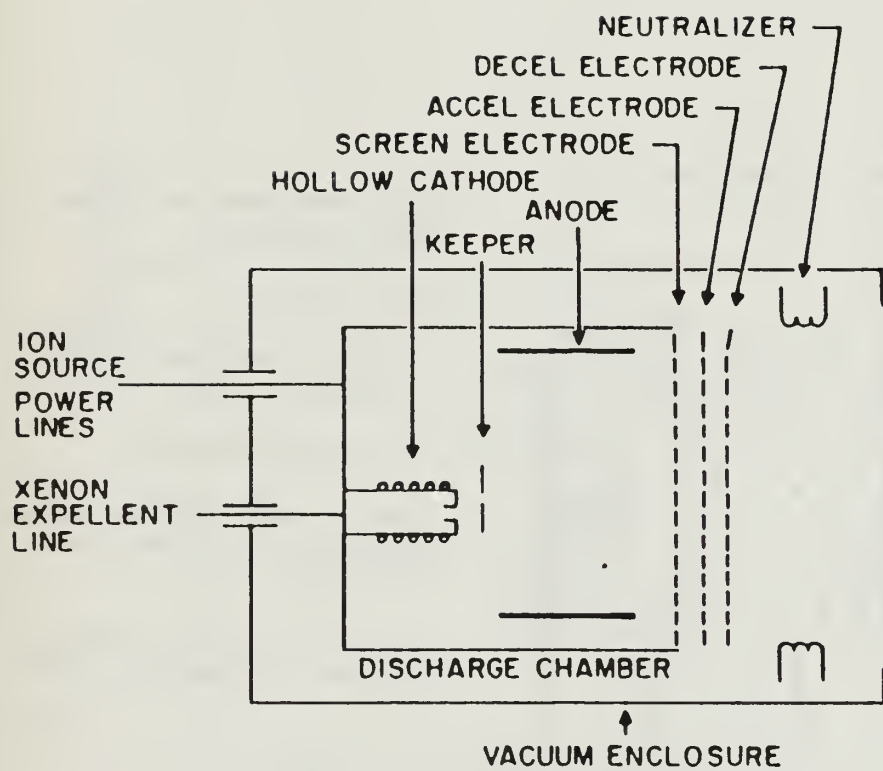 NEUTRALIZER
DECEL ELECTRODE
ACCEL ELECTRODE
SCREEN ELECTRODE
HOLLOW CATHODE
ANODE
KEEPER
ION
SOURCE
POWER
LINES
XENON
EXPELLENT
LINE
DISCHARGE CHAMBER
VACUUM ENCLOSURE